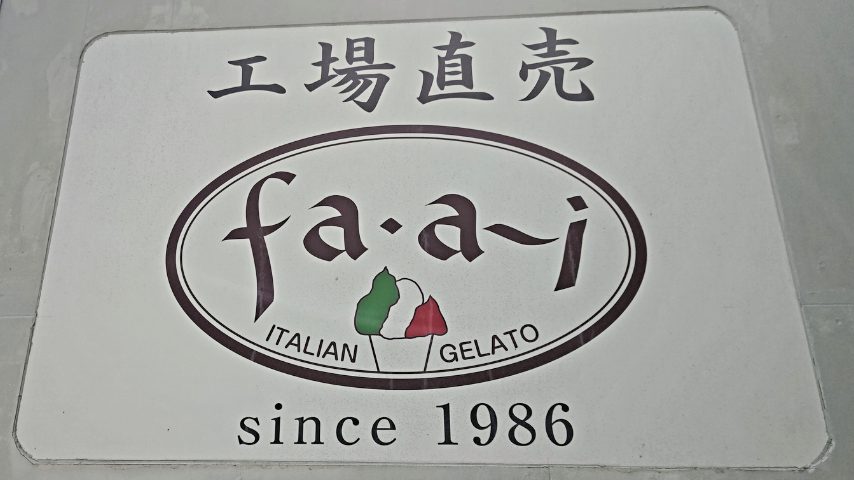 工場直売
fa・a~i
ITALIAN GELATO
since 1986